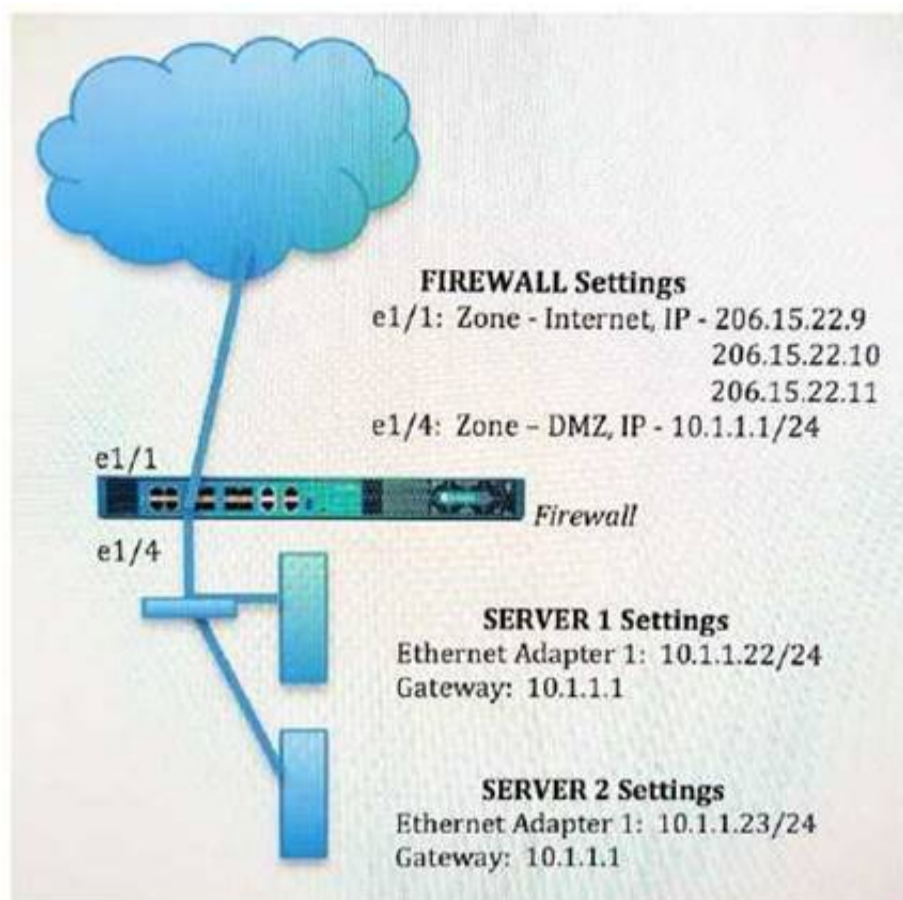 FIREWALL Settings
e1/1: Zone - Internet, IP - 206.15.22.9
206.15.22.10
206.15.22.11
e1/4: Zone – DMZ, IP - 10.1.1.1/24
e1/1
Firewall
e1/4
SERVER 1 Settings
Ethernet Adapter 1: 10.1.1.22/24
Gateway: 10.1.1.1
SERVER 2 Settings
Ethernet Adapter 1: 10.1.1.23/24
Gateway: 10.1.1.1